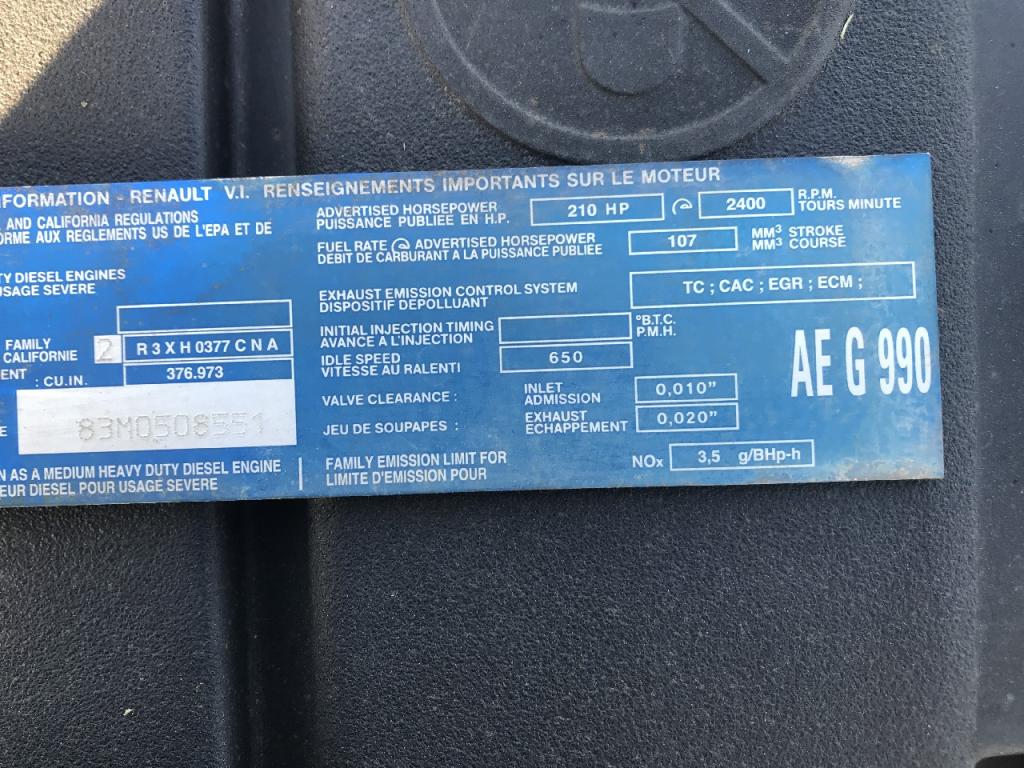 FORMATION - RENAULT V.I. RENSEIGNEMENTS IMPORTANTS SUR LE MOTEUR
AND CALIFORNIA REGULATIONS
ORME AUX REGLEMENTS US DE L'EPA ET DE
TY DIESEL ENGINES
USAGE SEVERE
FAMILY
CALIFORNIE
2 R3XH0377CNA
ENT : CU.IN. 376.973
E 83M0508551
N AS A MEDIUM HEAVY DUTY DIESEL ENGINE
EUR DIESEL POUR USAGE SEVERE
ADVERTISED HORSEPOWER
PUISSANCE PUBLIÉE EN H.P.
210 HP @ 2400 R.P.M.
TOURS MINUTE
FUEL RATE @ ADVERTISED HORSEPOWER
DEBIT DE CARBURANT A LA PUISSANCE PUBLIEE
107 MM³ STROKE
MM³ COURSE
EXHAUST EMISSION CONTROL SYSTEM
DISPOSITIF DÉPOLLUANT
TC ; CAC ; EGR ; ECM ;
INITIAL INJECTION TIMING
AVANCE A L'INJECTION
°B.T.C.
P.M.H.
IDLE SPEED
VITESSE AU RALENTI
650
VALVE CLEARANCE :
JEU DE SOUPAPES :
INLET
ADMISSION
0,010"
EXHAUST
ECHAPPEMENT
0,020"
FAMILY EMISSION LIMIT FOR
LIMITE D'EMISSION POUR
NOx 3,5 g/BHp-h
AE G 990